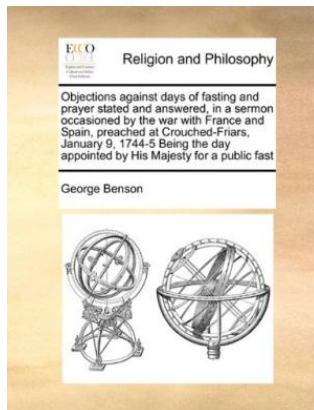 ECCO
Religion and Philosophy
Objections against days of fasting and
prayer stated and answered, in a sermon
occasioned by the war with France and
Spain, preached at Crouched-Friars,
January 9, 1744-5 Being the day
appointed by His Majesty for a public fast
George Benson